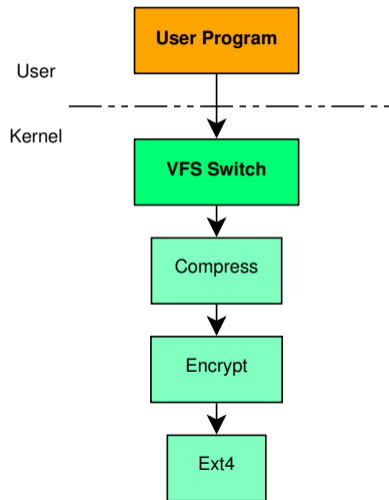 User Program
User
Kernel
VFS Switch
Compress
Encrypt
Ext4